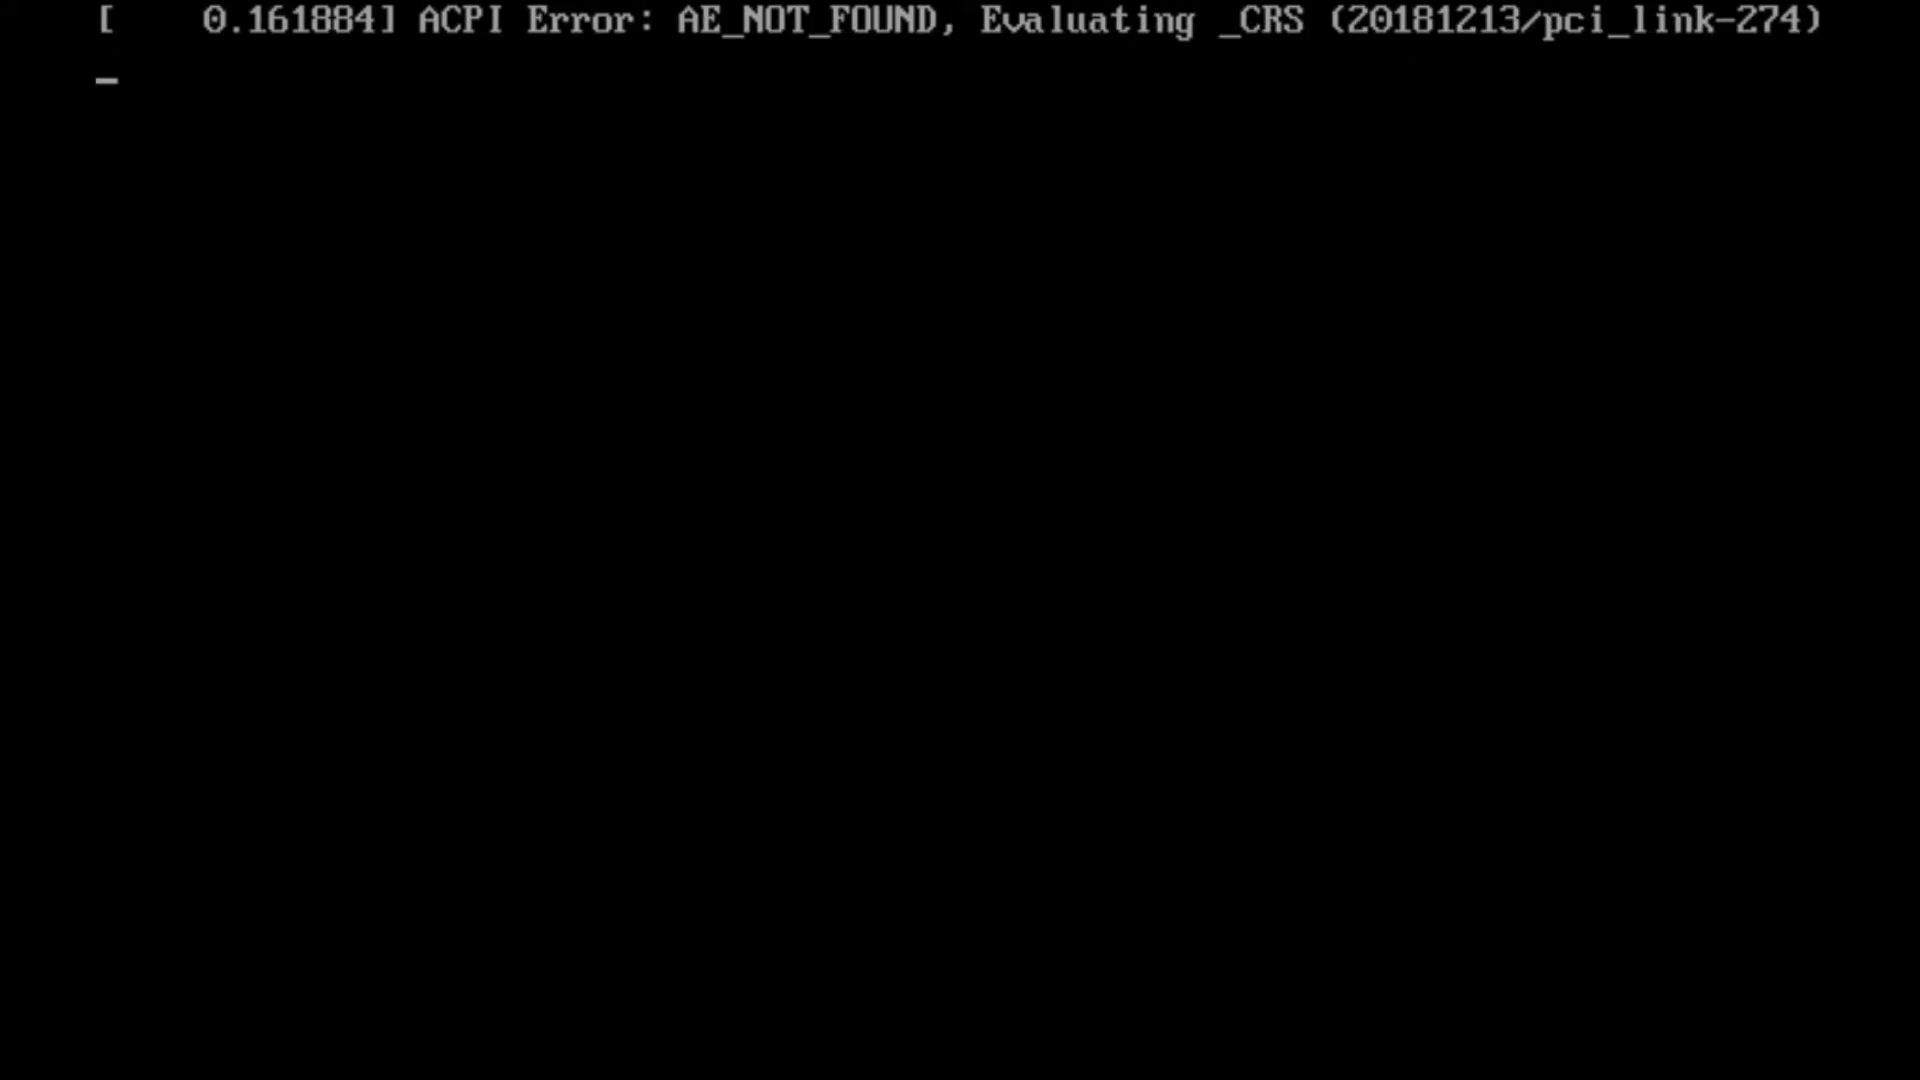 [    0.161884] ACPI Error: AE_NOT_FOUND, Evaluating _CRS (20181213/pci_link-274)